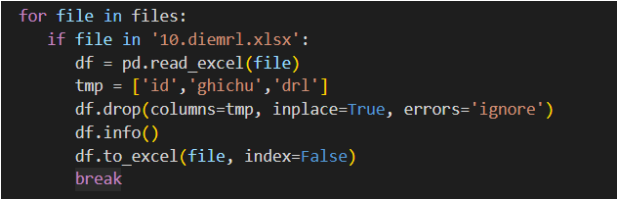 for file in files:
if file in '10.diemrl.xlsx':
df = pd.read_excel(file)
tmp = ['id','ghichu','drl']
df.drop(columns=tmp, inplace=True, errors='ignore')
df.info()
df.to_excel(file, index=False)
break